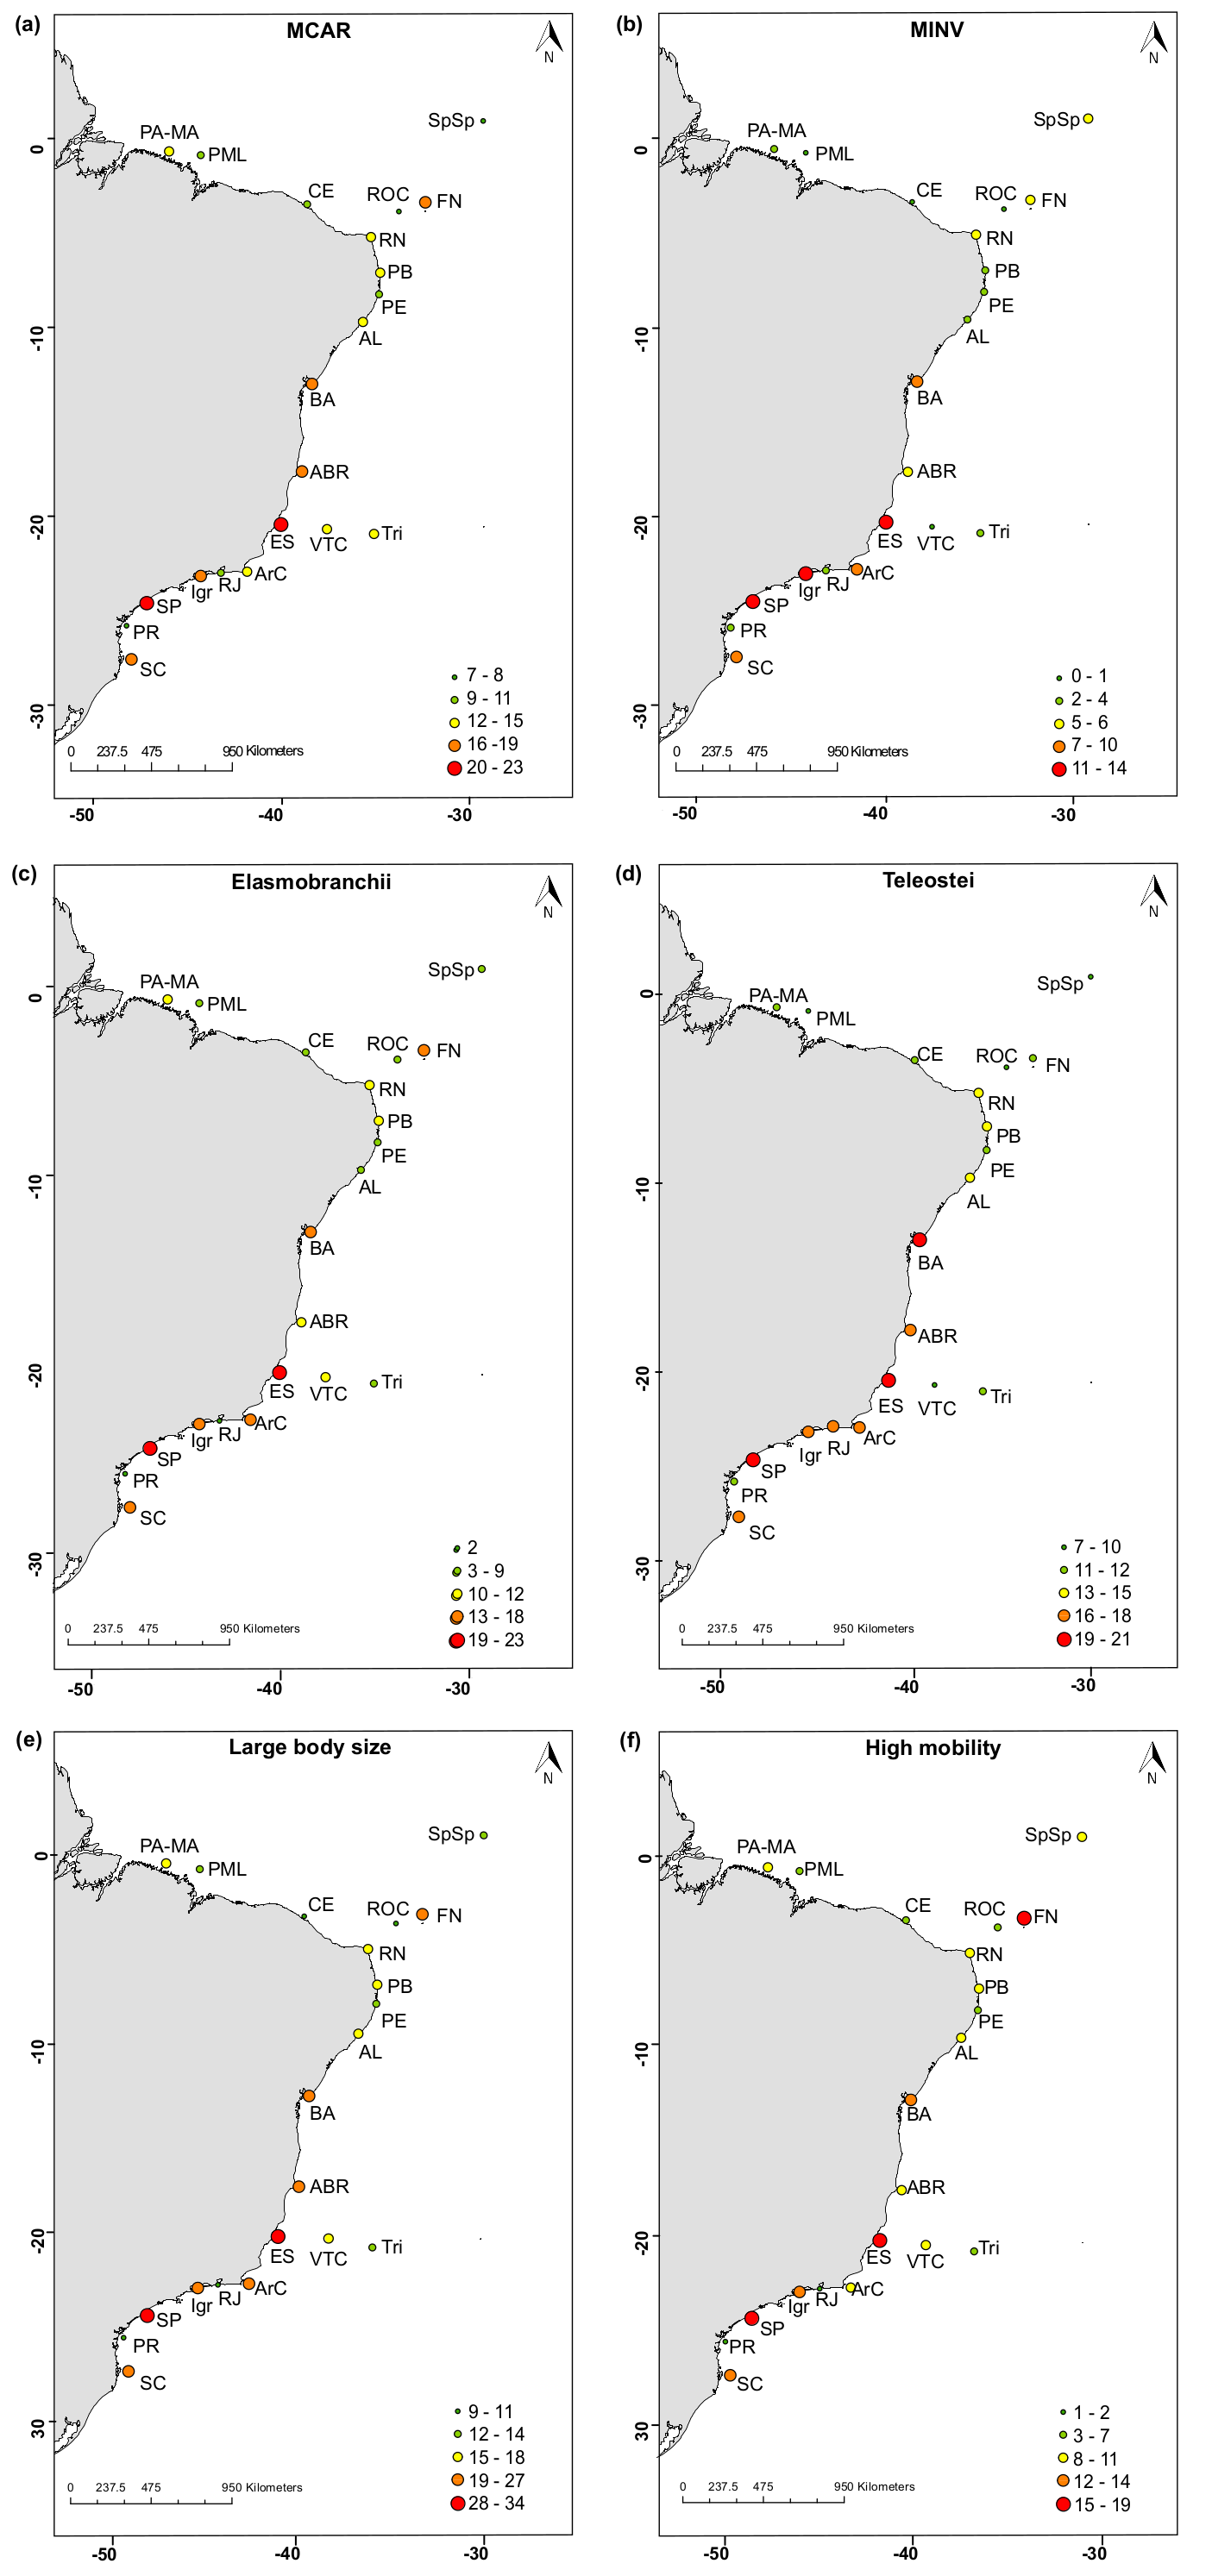 (a)
MCAR
N
SpSp
PA-MA
PML
0
CE
ROC
FN
RN
PB
PE
-10
AL
BA
ABR
-20
ES
VTC
Tri
ArC
RJ
Igr
SP
PR
SC
7 - 8
9 - 11
12 - 15
16 -19
20 - 23
-30
0 237.5 475 950 Kilometers
-50 -40 -30
(b)
MINV
N
SpSp
PA-MA
PML
0
CE
ROC
FN
RN
PB
PE
-10
AL
BA
ABR
-20
ES
VTC
Tri
ArC
RJ
Igr
SP
PR
SC
0 - 1
2 - 4
5 - 6
7 - 10
11 - 14
-30
0 237.5 475 950 Kilometers
-50 -40 -30
(c)
Elasmobranchii
N
SpSp
PA-MA
PML
0
CE
ROC
FN
RN
PB
PE
-10
AL
BA
ABR
-20
ES
VTC
Tri
ArC
RJ
Igr
SP
PR
SC
2
3 - 9
10 - 12
13 - 18
19 - 23
-30
0 237.5 475 950 Kilometers
-50 -40 -30
(d)
Teleostei
N
SpSp
PA-MA
PML
0
CE
ROC
FN
RN
PB
PE
-10
AL
BA
ABR
-20
ES
VTC
Tri
ArC
RJ
Igr
SP
PR
SC
7 - 10
11 - 12
13 - 15
16 - 18
19 - 21
-30
0 237.5 475 950 Kilometers
-50 -40 -30
(e)
Large body size
N
SpSp
PA-MA
PML
0
CE
ROC
FN
RN
PB
PE
-10
AL
BA
ABR
-20
ES
VTC
Tri
ArC
RJ
Igr
SP
PR
SC
9 - 11
12 - 14
15 - 18
19 - 27
28 - 34
30
0 237.5 475 950 Kilometers
-50 -40 -30
(f)
High mobility
N
SpSp
PA-MA
PML
0
CE
ROC
FN
RN
PB
PE
-10
AL
BA
ABR
-20
ES
VTC
Tri
ArC
RJ
Igr
SP
PR
SC
1 - 2
3 - 7
8 - 11
12 - 14
15 - 19
30
0 237.5 475 950 Kilometers
-50 -40 -30